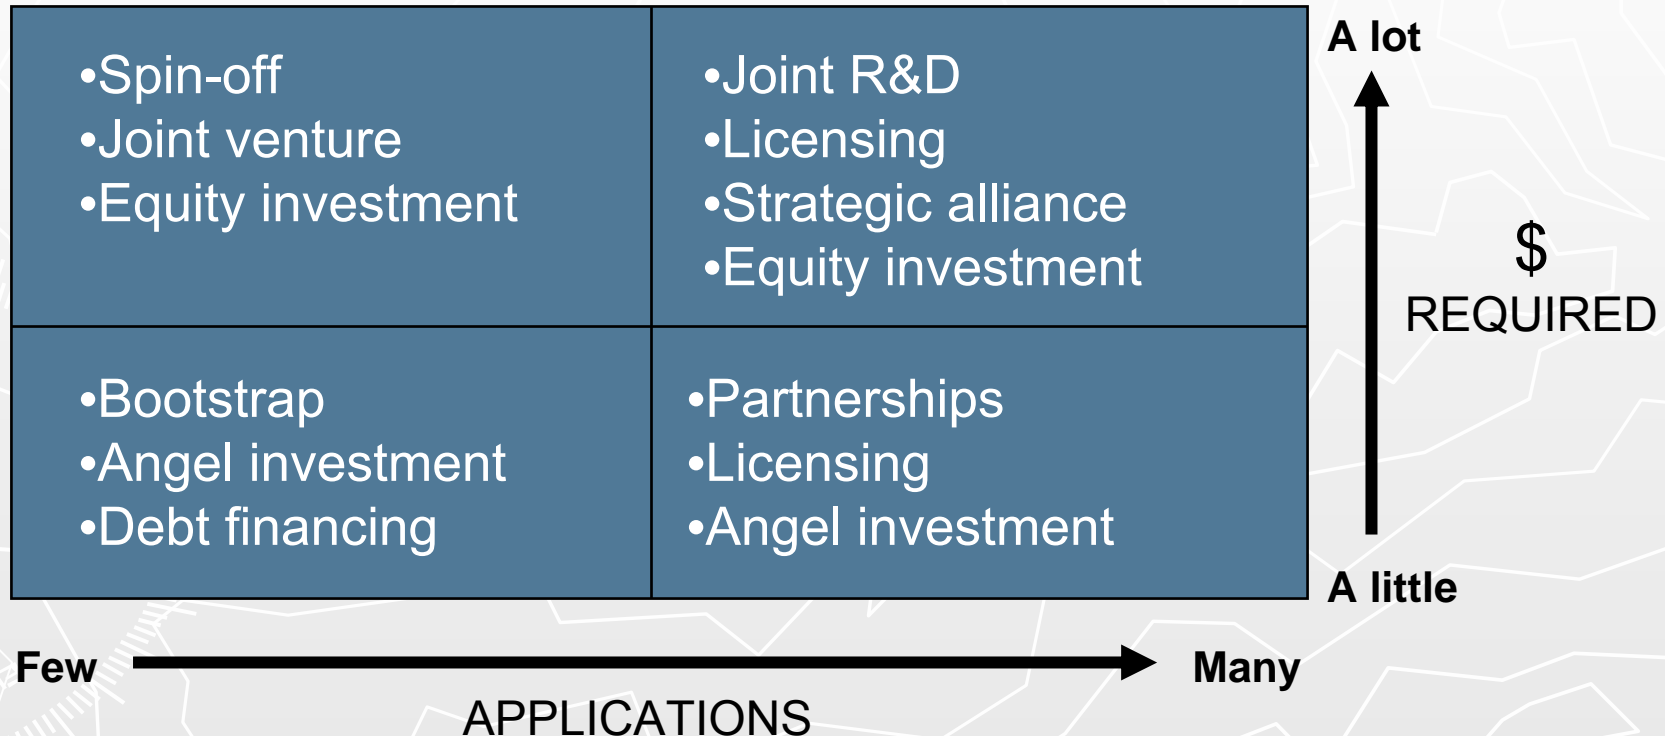 •Spin-off
•Joint venture
•Equity investment
•Joint R&D
•Licensing
•Strategic alliance
•Equity investment
•Bootstrap
•Angel investment
•Debt financing
•Partnerships
•Licensing
•Angel investment
A lot
$
REQUIRED
A little
Few
Many
APPLICATIONS